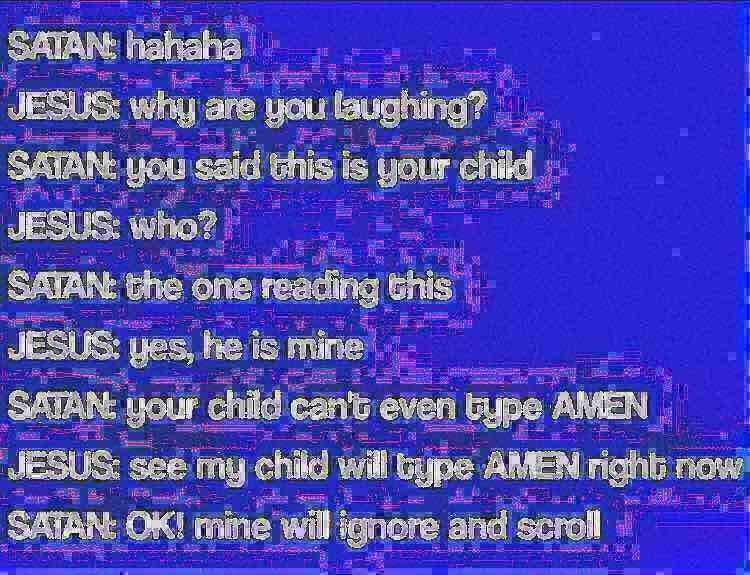 SATAN: hahaha
JESUS: why are you laughing?
SATAN: you said this is your child
JESUS: who?
SATAN: the one reading this
JESUS: yes, he is mine
SATAN: your child can't even type AMEN
JESUS: see my child will type AMEN right now
SATAN: OK! mine will ignore and scroll